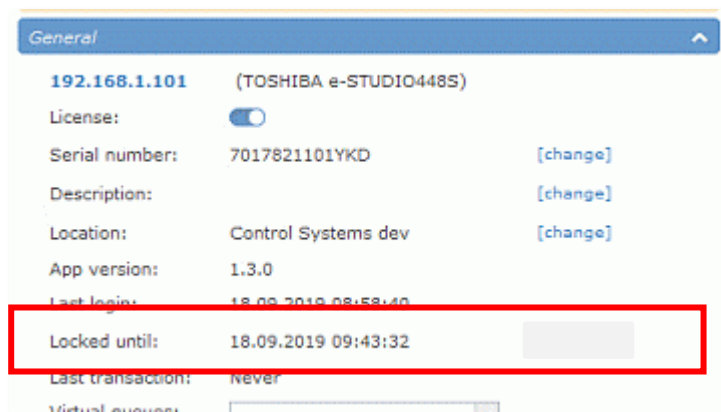 General
192.168.1.101 (TOSHIBA e-STUDIO448S)
License:
Serial number: 7017821101YKD [change]
Description: [change]
Location: Control Systems dev [change]
App version: 1.3.0
Last login: 18.09.2019 08:58:40
Locked until: 18.09.2019 09:43:32
Last transaction: Never
Virtual queues: